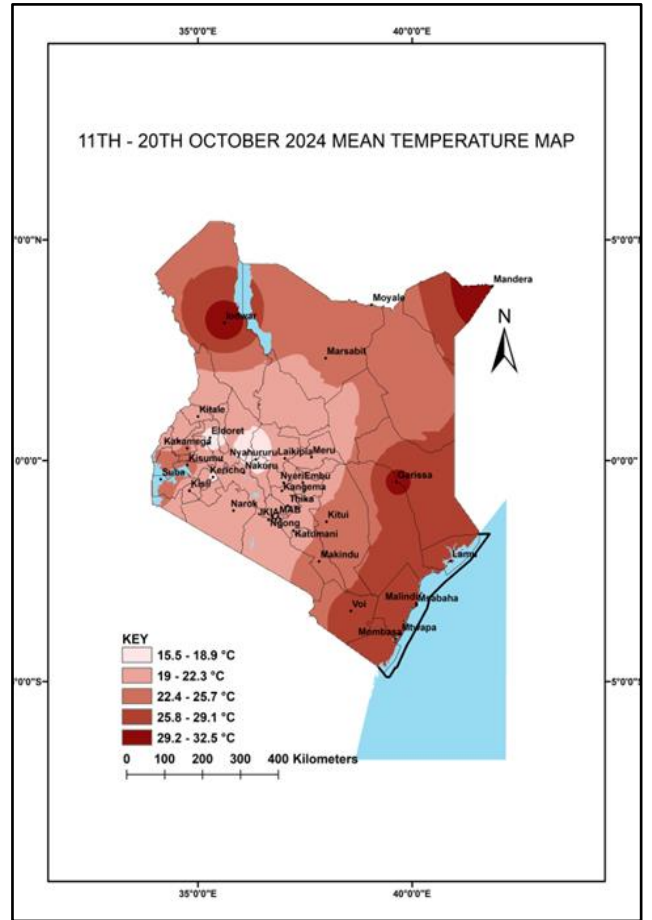 35°0'0"E 40°0'0"E
11TH - 20TH OCTOBER 2024 MEAN TEMPERATURE MAP
5°0'0"N
Mandera
Moyale
N
Lodwar
Marsabit
Kitale
Eldoret
Kakamega
0°0'0"
Nyahururu Laikipia Meru
Kisumu
Nakuru
Suba
Kericho
Garissa
Nyeri Embu
Kisii
Kangema
Thika
Narok
JKIA MAB
Kitui
Ngong
Katumani
Makindu
Lamu
Malindi Msabaha
Voi
Mombasa Mtwapa
KEY
15.5 - 18.9 °C
5°0'0"S
19 - 22.3 °C
22.4 - 25.7 °C
25.8 - 29.1 °C
29.2 - 32.5 °C
0 100 200 300 400 Kilometers
35°0'0"E 40°0'0"E